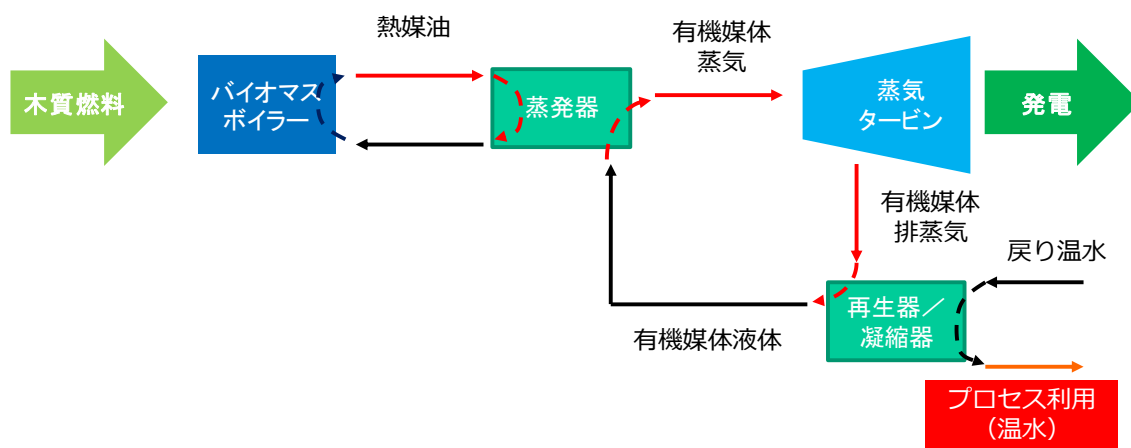 熱媒油
有機媒体
蒸気
木質燃料
バイオマス
ボイラー
蒸発器
蒸気
タービン
発電
有機媒体
排蒸気
戻り温水
有機媒体液体
再生器／
凝縮器
プロセス利用
（温水）